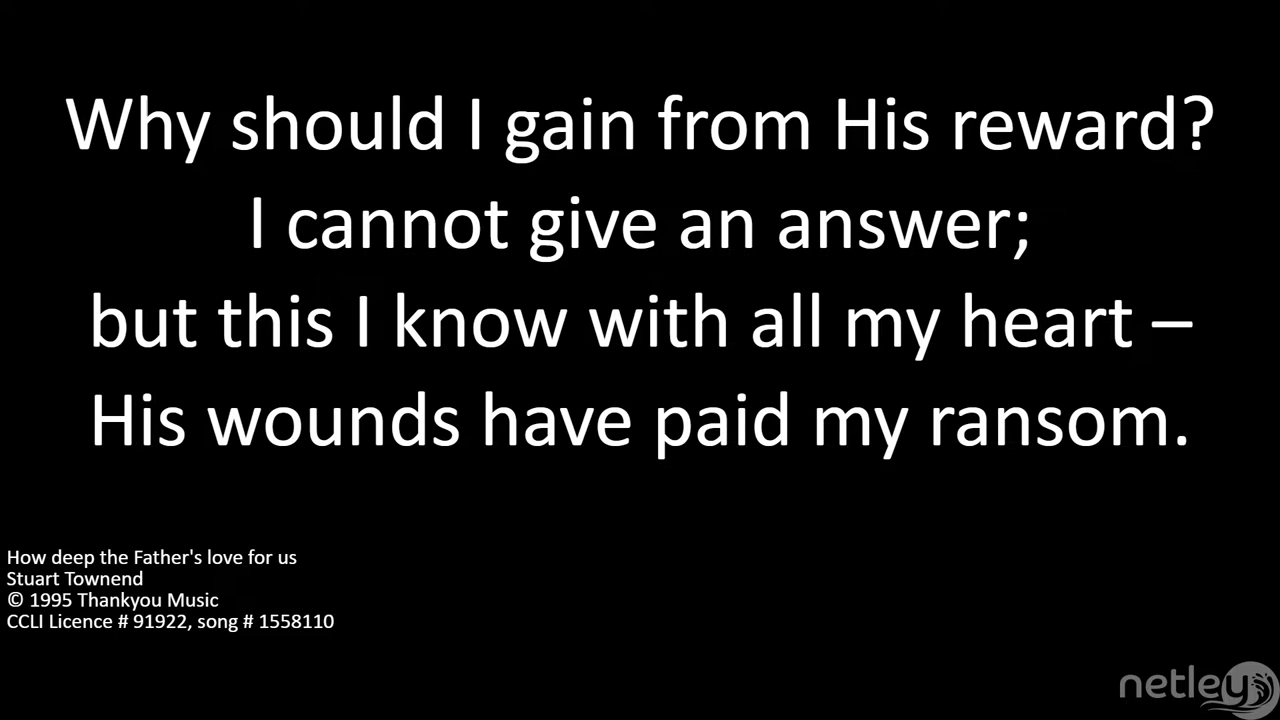 Why should I gain from His reward?
I cannot give an answer;
but this I know with all my heart –
His wounds have paid my ransom.
How deep the Father's love for us
Stuart Townend
© 1995 Thankyou Music
CCLI Licence # 91922, song # 1558110
netley